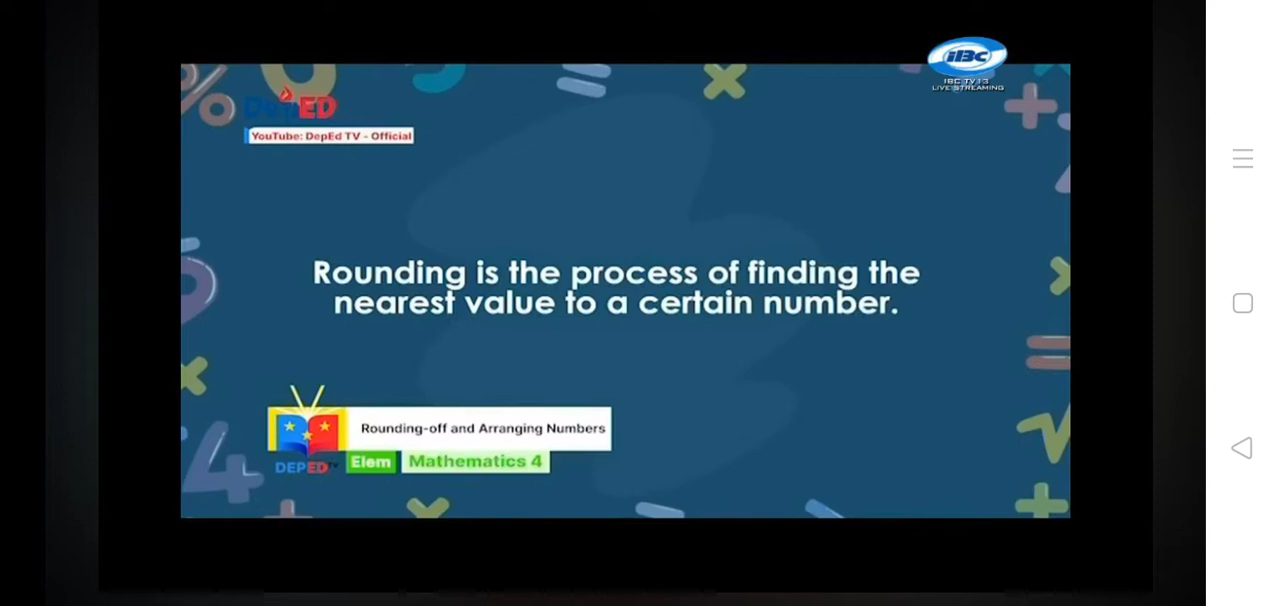 iBC
IBC TV13
LIVE STREAMING
DepED
YouTube: DepEd TV - Official
Rounding is the process of finding the
nearest value to a certain number.
Rounding-off and Arranging Numbers
DEPED TV
Elem
Mathematics 4